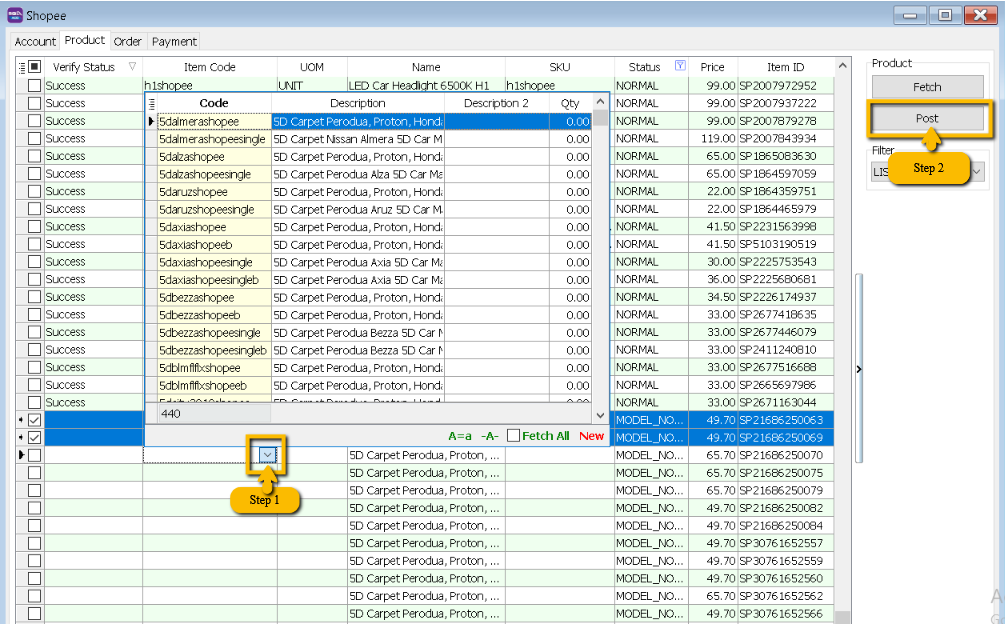 Shopee
Account Product Order Payment
Verify Status Item Code UOM Name SKU Status Price Item ID
Success h1shopee UNIT LED Car Headlight 6500K H1 h1shopee NORMAL 99.00 SP2007972952
Success Code Description Description 2 Qty NORMAL 99.00 SP2007937222
Success 5dalmerashopee 5D Carpet Perodua, Proton, Honda 0.00 NORMAL 99.00 SP2007879278
Success 5dalmerashopeesingle 5D Carpet Nissan Almera 5D Car M 0.00 NORMAL 119.00 SP2007843934
Success 5dalzashopee 5D Carpet Perodua, Proton, Honda 0.00 NORMAL 65.00 SP1865083630
Success 5dalzashopeesingle 5D Carpet Perodua Alza 5D Car Ma 0.00 NORMAL 65.00 SP1864597059
Success 5daruzshopee 5D Carpet Perodua, Proton, Honda 0.00 NORMAL 22.00 SP1864359751
Success 5daruzshopeesingle 5D Carpet Perodua Aruz 5D Car M 0.00 NORMAL 22.00 SP1864465979
Success 5daxiashopee 5D Carpet Perodua, Proton, Honda 0.00 NORMAL 41.50 SP2231563998
Success 5daxiashopeeb 5D Carpet Perodua, Proton, Honda 0.00 NORMAL 41.50 SP5103190519
Success 5daxiashopeesingle 5D Carpet Perodua Axia 5D Car Ma 0.00 NORMAL 30.00 SP2225753543
Success 5daxiashopeesingleb 5D Carpet Perodua Axia 5D Car Ma 0.00 NORMAL 36.00 SP2225680681
Success 5dbezzashopee 5D Carpet Perodua, Proton, Honda 0.00 NORMAL 34.50 SP2226174937
Success 5dbezzashopeeb 5D Carpet Perodua, Proton, Honda 0.00 NORMAL 33.00 SP2677418635
Success 5dbezzashopeesingle 5D Carpet Perodua Bezza 5D Car 0.00 NORMAL 33.00 SP2677446079
Success 5dbezzashopeesingleb 5D Carpet Perodua Bezza 5D Car 0.00 NORMAL 33.00 SP2411240810
Success 5dblmflflxshopee 5D Carpet Perodua, Proton, Honda 0.00 NORMAL 33.00 SP2677516688
Success 5dblmflflxshopeeb 5D Carpet Perodua, Proton, Honda 0.00 NORMAL 33.00 SP2665697986
Success NORMAL 33.00 SP2671163044
440 MODEL_NO... 49.70 SP21686250063
A=a -A- Fetch All New MODEL_NO... 49.70 SP21686250069
5D Carpet Perodua, Proton, ... MODEL_NO... 65.70 SP21686250070
5D Carpet Perodua, Proton, ... MODEL_NO... 65.70 SP21686250075
5D Carpet Perodua, Proton, ... MODEL_NO... 65.70 SP21686250079
5D Carpet Perodua, Proton, ... MODEL_NO... 49.70 SP21686250082
5D Carpet Perodua, Proton, ... MODEL_NO... 49.70 SP21686250084
5D Carpet Perodua, Proton, ... MODEL_NO... 49.70 SP30761652557
5D Carpet Perodua, Proton, ... MODEL_NO... 49.70 SP30761652559
5D Carpet Perodua, Proton, ... MODEL_NO... 49.70 SP30761652560
5D Carpet Perodua, Proton, ... MODEL_NO... 65.70 SP30761652562
5D Carpet Perodua, Proton, ... MODEL_NO... 49.70 SP30761652566
Step 1
Product
Fetch
Post
Filter
LIS
Step 2